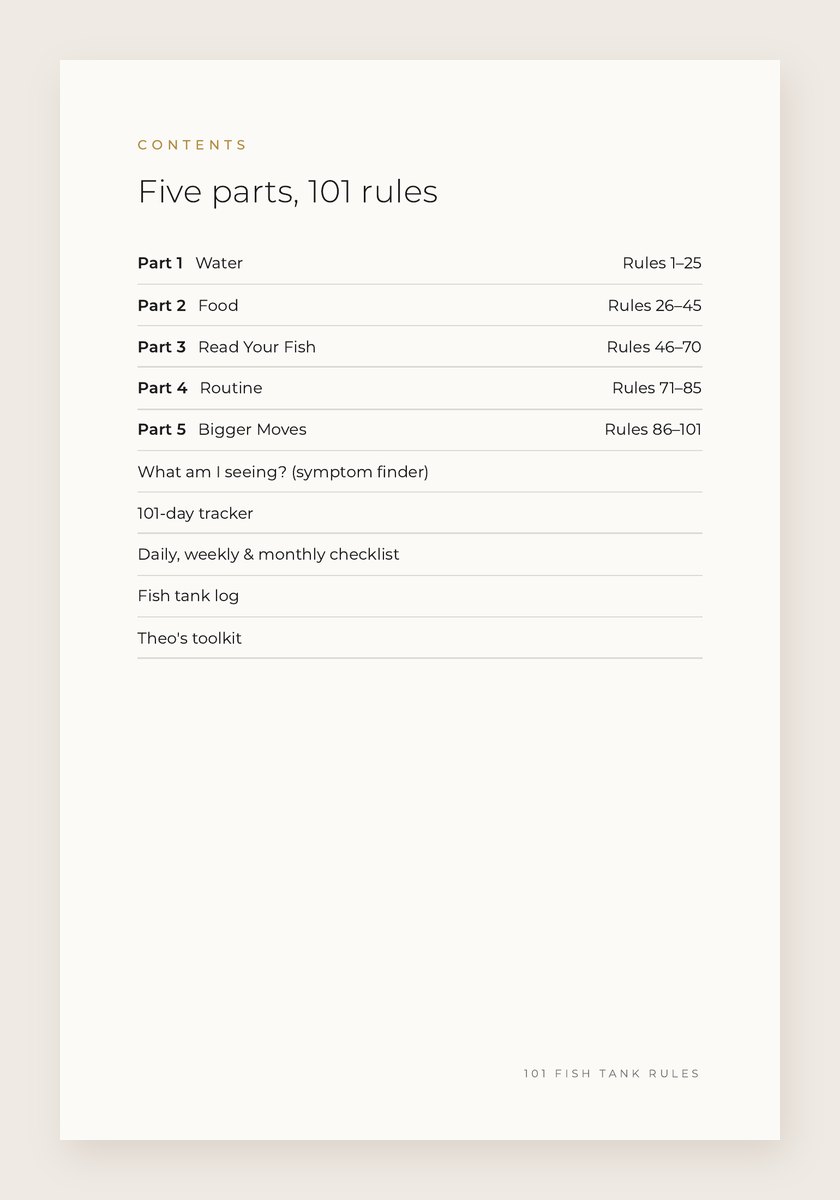 CONTENTS
Five parts, 101 rules
Part 1 Water Rules 1–25
Part 2 Food Rules 26–45
Part 3 Read Your Fish Rules 46–70
Part 4 Routine Rules 71–85
Part 5 Bigger Moves Rules 86–101
What am I seeing? (symptom finder)
101-day tracker
Daily, weekly & monthly checklist
Fish tank log
Theo's toolkit
101 FISH TANK RULES